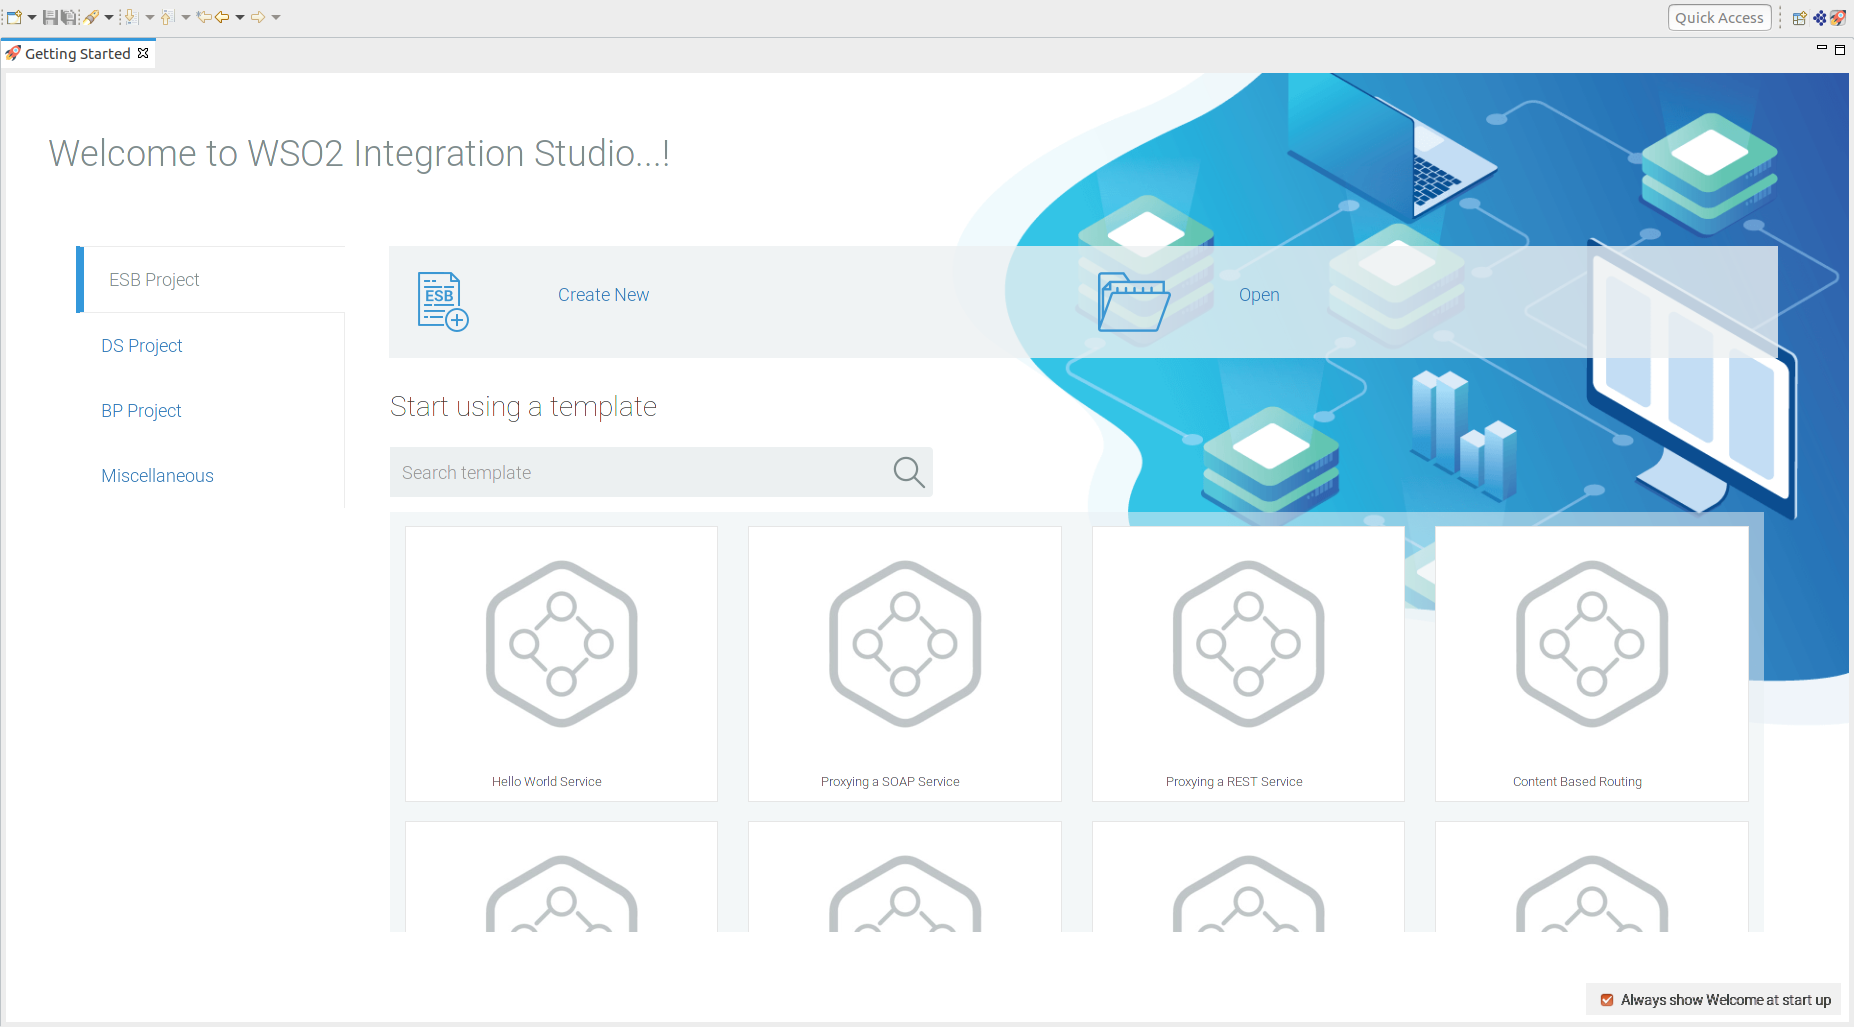 Quick Access
Getting Started
Welcome to WSO2 Integration Studio...!
ESB Project
DS Project
BP Project
Miscellaneous
ESB
Create New
Open
Start using a template
Search template
Hello World Service
Proxying a SOAP Service
Proxying a REST Service
Content Based Routing
Always show Welcome at start up